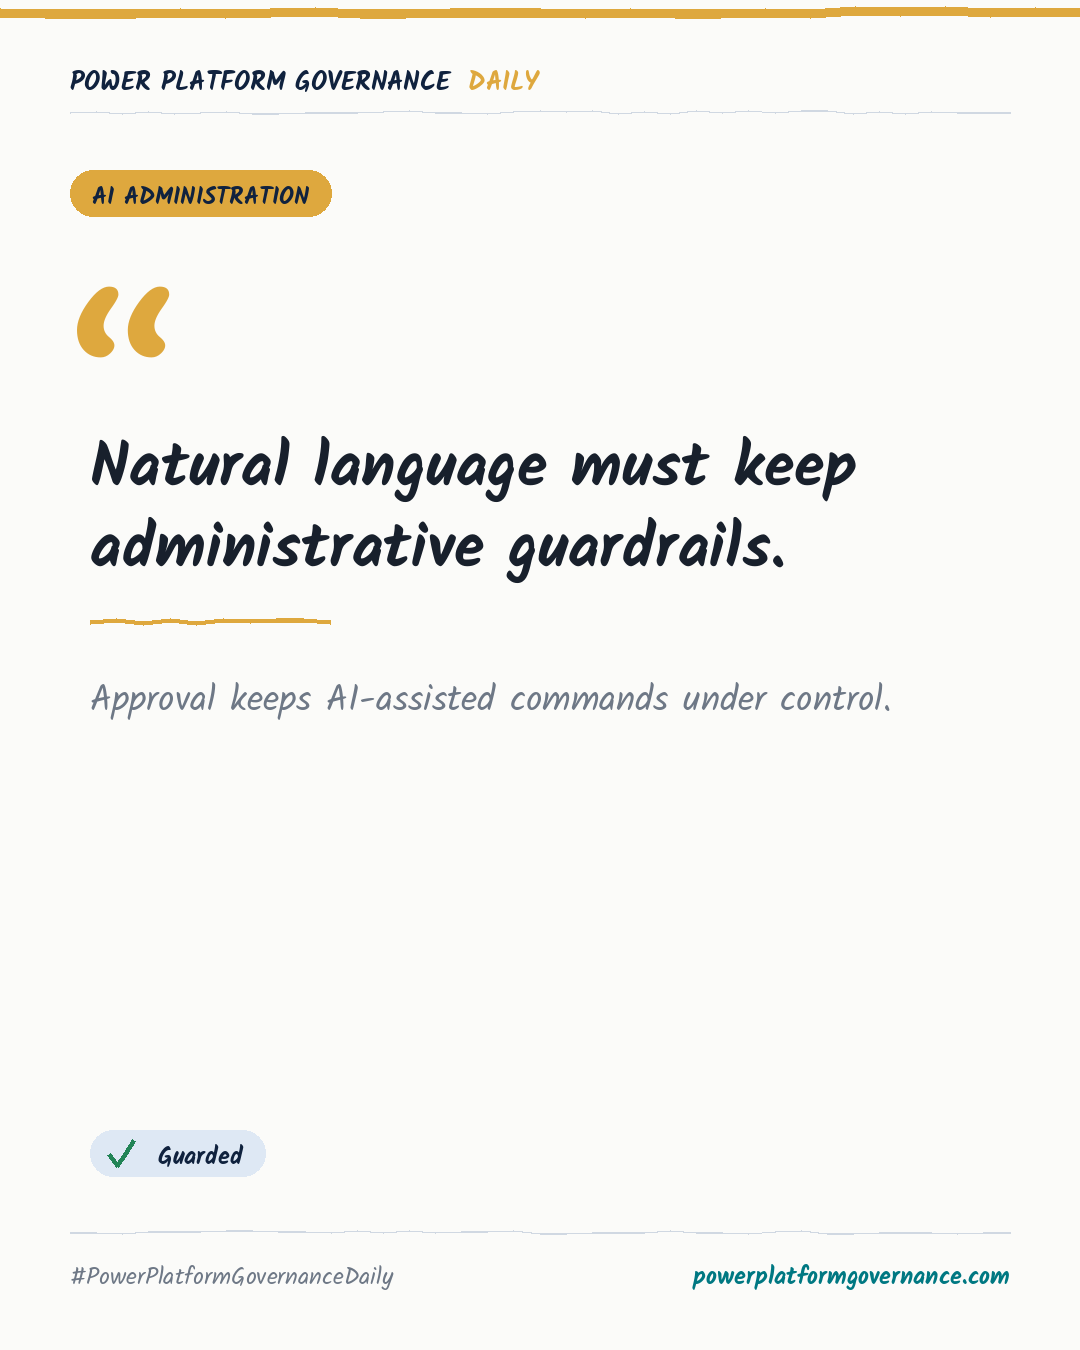 POWER PLATFORM GOVERNANCE DAILY
AI ADMINISTRATION
“
Natural language must keep
administrative guardrails.
Approval keeps AI-assisted commands under control.
Guarded
#PowerPlatformGovernanceDaily
powerplatformgovernance.com